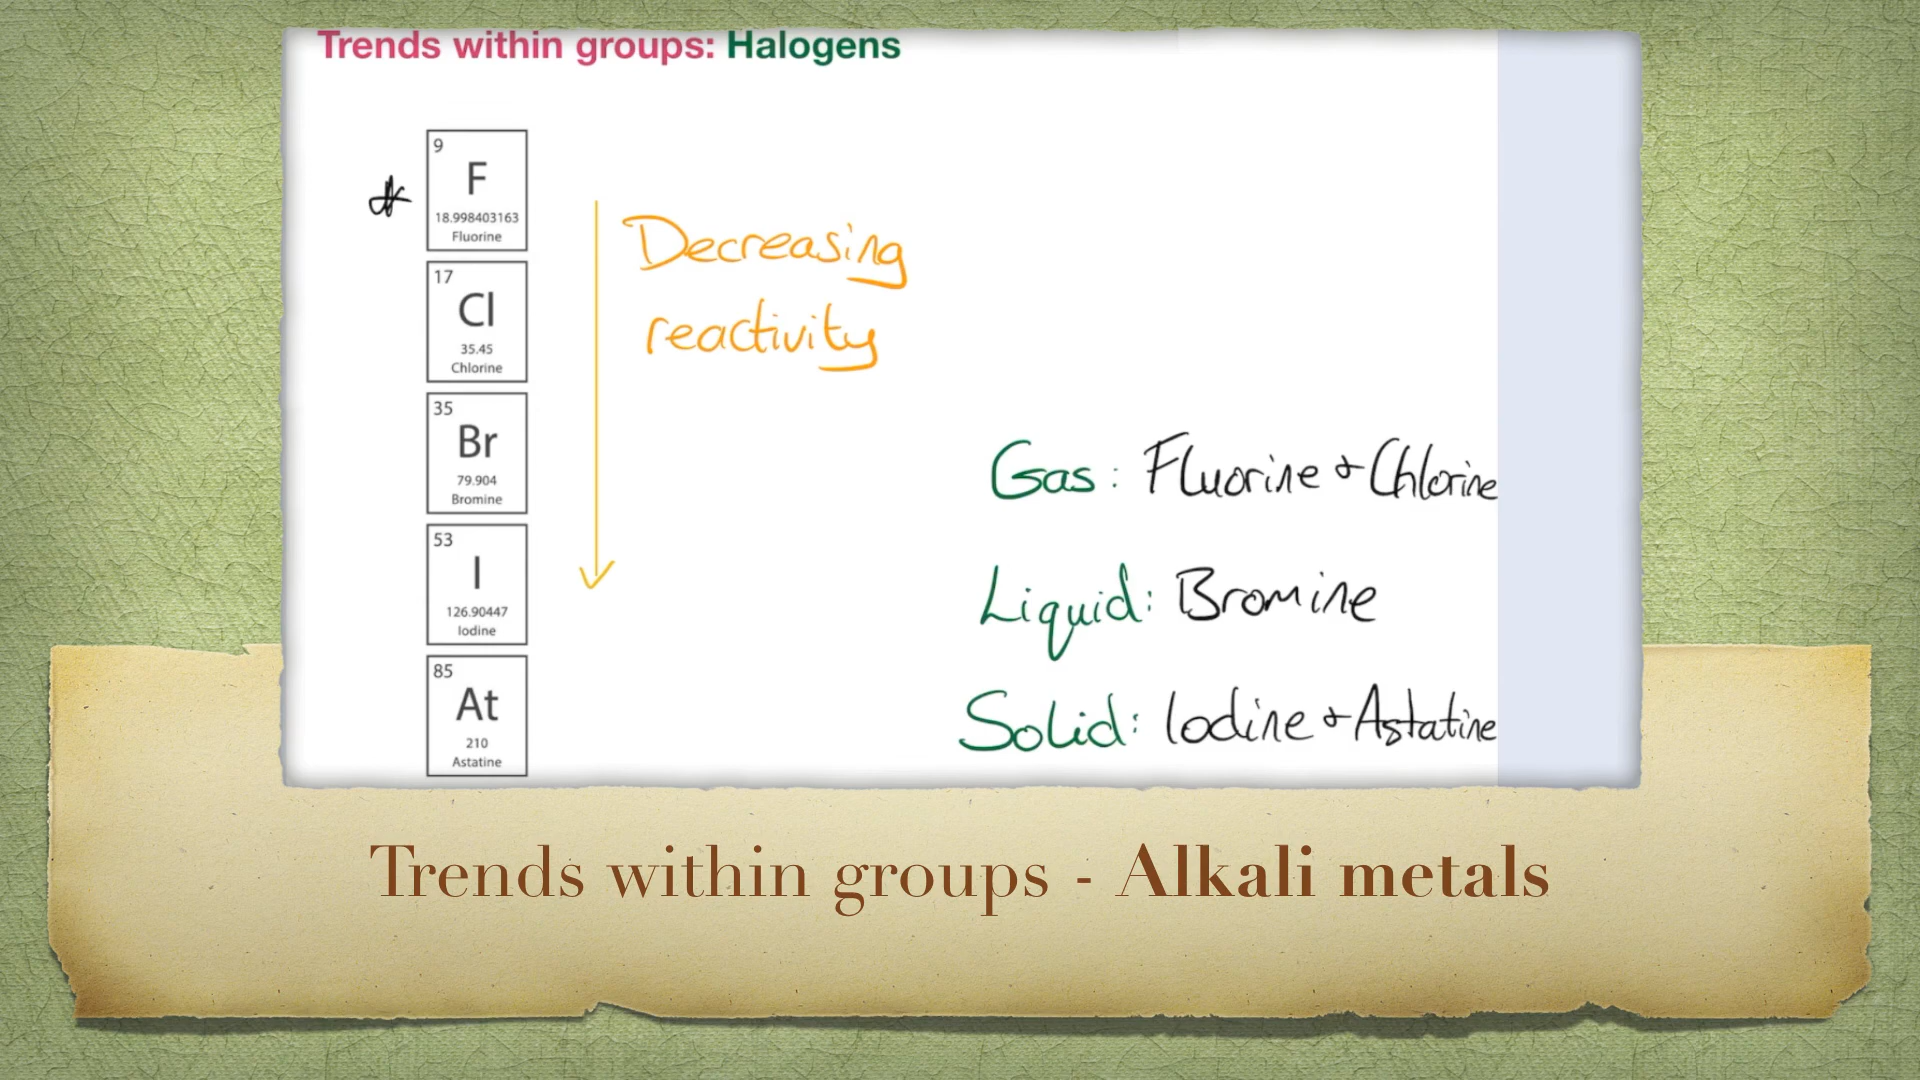 Trends within groups: Halogens
9
F
18.998403163
Fluorine
17
Cl
35.45
Chlorine
35
Br
79.904
Bromine
53
I
126.90447
Iodine
85
At
210
Astatine
Decreasing
reactivity
Gas: Fluorine + Chlorine
Liquid: Bromine
Solid: Iodine + Astatine
Trends within groups - Alkali metals